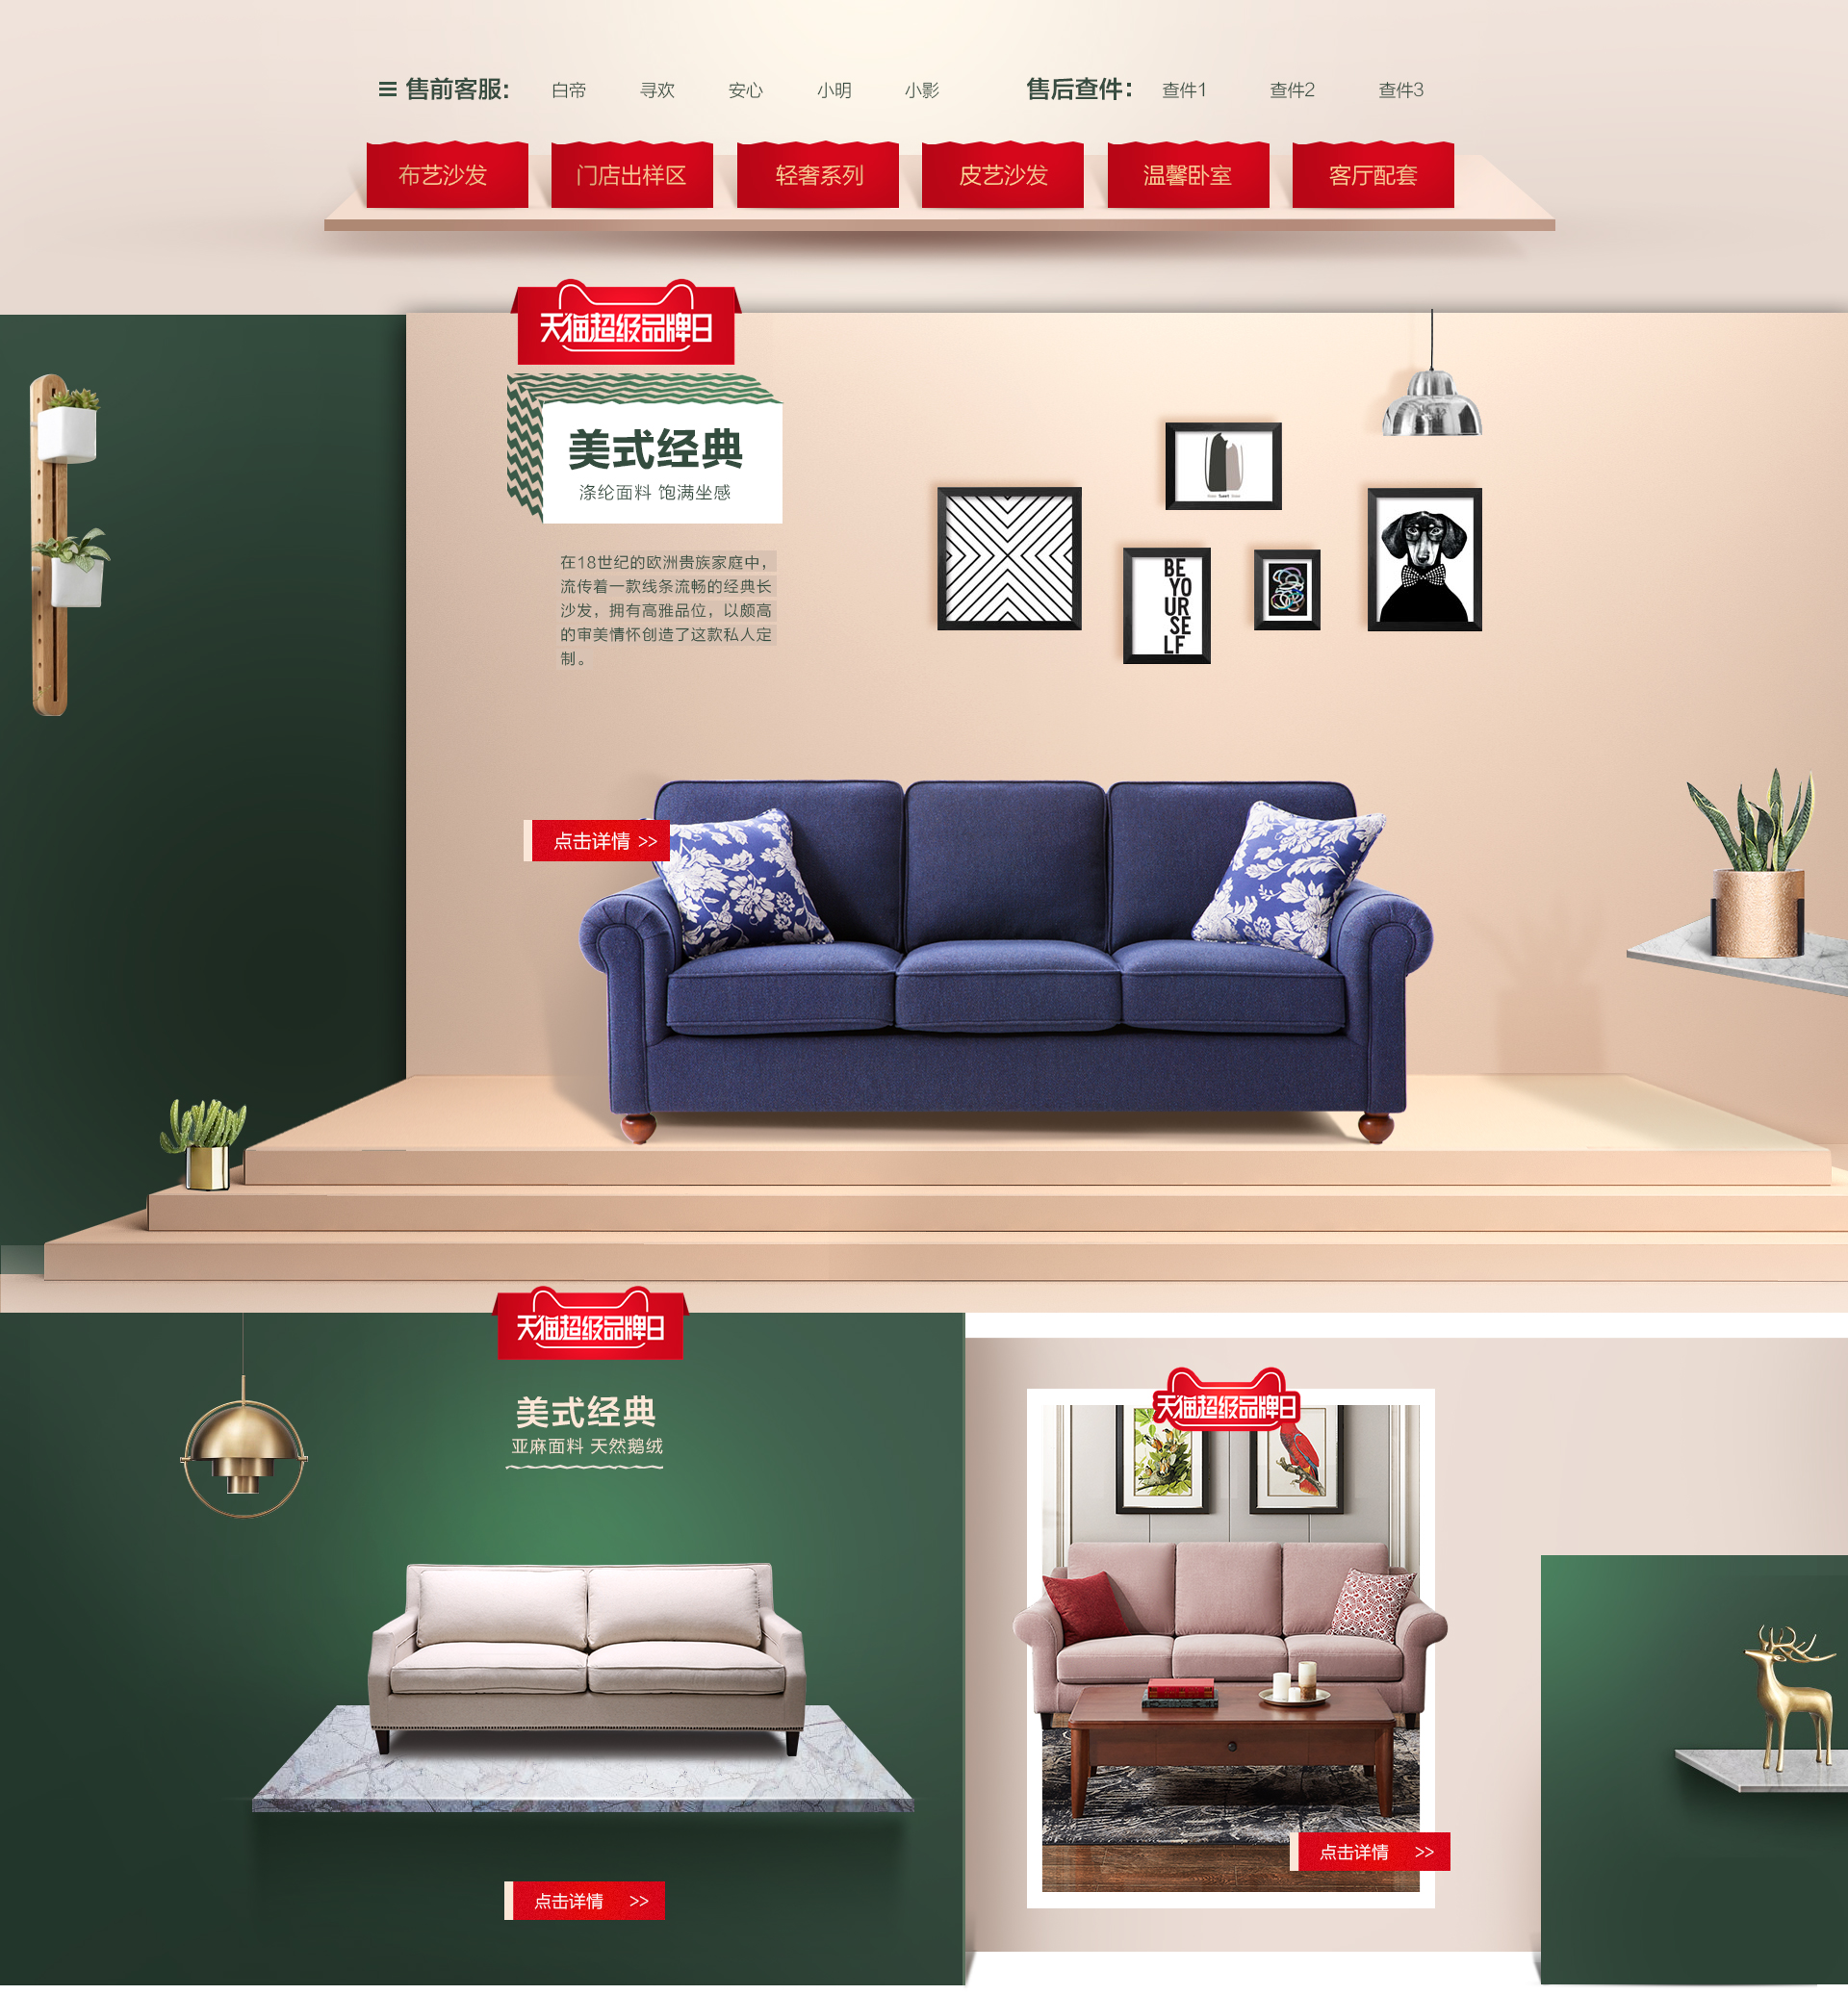 售前客服: 白帝 寻欢 安心 小明 小影 售后查件: 查件1 查件2 查件3
布艺沙发 门店出样区 轻奢系列 皮艺沙发 温馨卧室 客厅配套
天猫超级品牌日
美式经典
涤纶面料 饱满坐感
在18世纪的欧洲贵族家庭中,
流传着一款线条流畅的经典长
沙发，拥有高雅品位，以颇高
的审美情怀创造了这款私人定
制。
BE
YO
UR
SE
LF
点击详情 >>
天猫超级品牌日
美式经典
亚麻面料 天然鹅绒
点击详情 >>
天猫超级品牌日
点击详情 >>